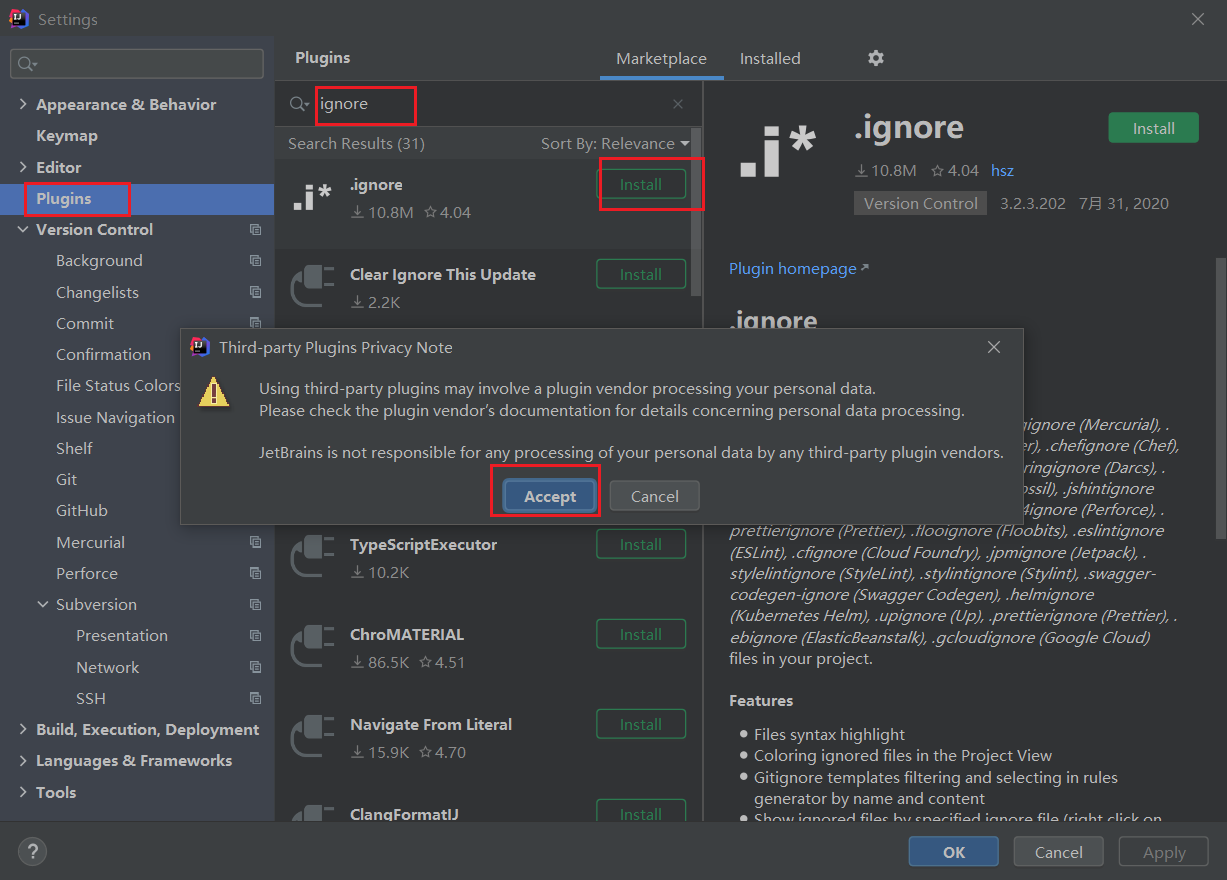 Settings
Appearance & Behavior
Keymap
Editor
Plugins
Version Control
Background
Changelists
Commit
Confirmation
File Status Colors
Issue Navigation
Shelf
Git
GitHub
Mercurial
Perforce
Subversion
Presentation
Network
SSH
Build, Execution, Deployment
Languages & Frameworks
Tools
Plugins
Marketplace
Installed
ignore
Search Results (31)
Sort By: Relevance
.ignore
Install
10.8M 4.04
Clear Ignore This Update
Install
2.2K
TypeScriptExecutor
Install
10.2K
ChroMATERIAL
Install
86.5K 4.51
Navigate From Literal
Install
15.9K 4.70
ClangFormatIJ
Install
.i*
.ignore
Install
10.8M 4.04 hsz
Version Control 3.2.3.202 7月 31, 2020
Plugin homepage
.ignore
(Mercurial), .
.chefignore (Chef),
(Darcs), .
.jshintignore
(Perforce), .
prettierignore (Prettier), .flooignore (Floobits), .eslintignore
(ESLint), .cfignore (Cloud Foundry), .jpmignore (Jetpack), .
stylelintignore (StyleLint), .stylintignore (Stylint), .swagger-
codegen-ignore (Swagger Codegen), .helmignore
(Kubernetes Helm), .upignore (Up), .prettierignore (Prettier), .
ebignore (ElasticBeanstalk), .gcloudignore (Google Cloud)
files in your project.
Features
Files syntax highlight
Coloring ignored files in the Project View
Gitignore templates filtering and selecting in rules
generator by name and content
Show ignored files by specified ignore file (right click on
Third-party Plugins Privacy Note
Using third-party plugins may involve a plugin vendor processing your personal data.
Please check the plugin vendor's documentation for details concerning personal data processing.
JetBrains is not responsible for any processing of your personal data by any third-party plugin vendors.
Accept
Cancel
?
OK
Cancel
Apply